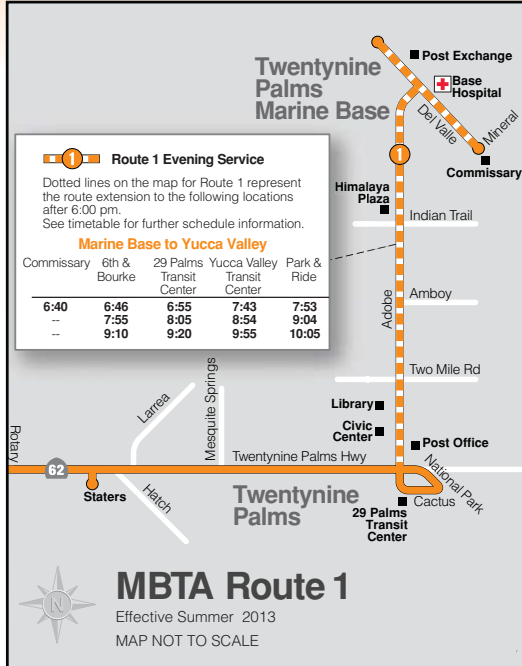 Twentynine
Palms
Marine Base
Post Exchange
Base
Hospital
Del Valle
Mineral
Commissary
1
1 Route 1 Evening Service
Dotted lines on the map for Route 1 represent
the route extension to the following locations
after 6:00 pm.
See timetable for further schedule information.
Marine Base to Yucca Valley
Commissary 6th & Bourke 29 Palms Transit Center Yucca Valley Transit Center Park & Ride
6:40 6:46 6:55 7:43 7:53
-- 7:55 8:05 8:54 9:04
-- 9:10 9:20 9:55 10:05
Himalaya
Plaza
Indian Trail
Adobe
Amboy
Two Mile Rd
Library
Civic
Center
Post Office
Larrea
Mesquite Springs
Rotary
62
Twentynine Palms Hwy
National Park
Staters
Hatch
Twentynine
Palms
Cactus
29 Palms
Transit
Center
N
MBTA Route 1
Effective Summer 2013
MAP NOT TO SCALE